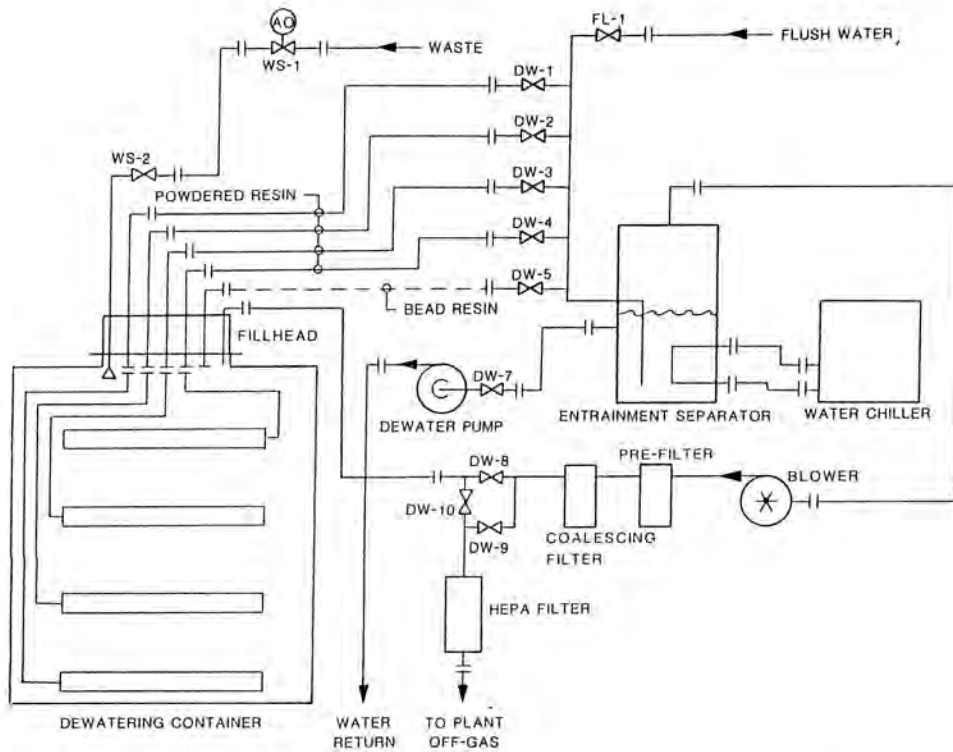 AO
FL-1
WASTE
FLUSH WATER
WS-1
DW-1
DW-2
WS-2
DW-3
POWDERED RESIN
DW-4
DW-5
BEAD RESIN
FILLHEAD
DW-7
DEWATER PUMP
ENTRAINMENT SEPARATOR
WATER CHILLER
DW-8
PRE-FILTER
BLOWER
DW-10
DW-9
COALESCING
FILTER
HEPA FILTER
DEWATERING CONTAINER
WATER
RETURN
TO PLANT
OFF-GAS